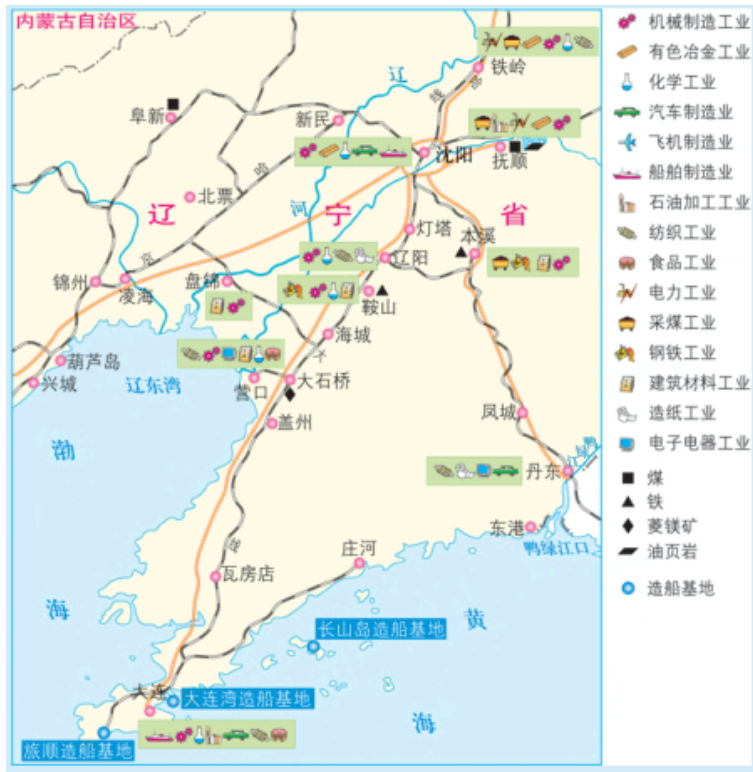 内蒙古自治区
铁岭
辽
线
哈
阜新
新民
沈阳
抚顺
哈
北票
河
辽 宁 省
灯塔
本溪
辽阳
京
锦州
凌海
盘锦
鞍山
海城
葫芦岛
辽东湾
兴城
营口
大石桥
盖州
凤城
渤
丹东
东港
鸭绿江口
线
庄河
瓦房店
海
长山岛造船基地
黄
大连
大连湾造船基地
海
旅顺造船基地
机械制造工业
有色冶金工业
化学工业
汽车制造业
飞机制造业
船舶制造业
石油加工工业
纺织工业
食品工业
电力工业
采煤工业
钢铁工业
建筑材料工业
造纸工业
电子电器工业
煤
铁
菱镁矿
油页岩
造船基地